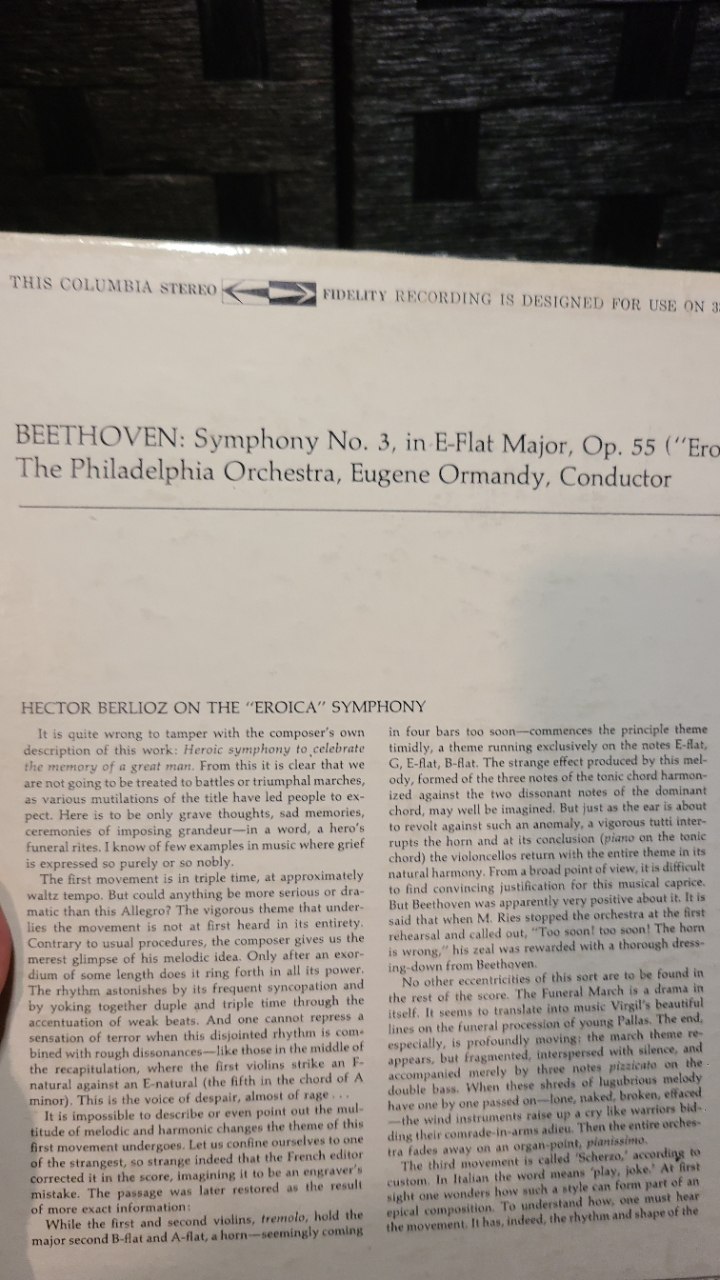 THIS COLUMBIA STEREO FIDELITY RECORDING IS DESIGNED FOR USE ON
BEETHOVEN: Symphony No. 3, in E-Flat Major, Op. 55 ("Ero
The Philadelphia Orchestra, Eugene Ormandy, Conductor
HECTOR BERLIOZ ON THE "EROICA" SYMPHONY
It is quite wrong to tamper with the composer's own
description of this work: Heroic symphony to celebrate
the memory of a great man. From this it is clear that we
are not going to be treated to battles or triumphal marches,
as various mutilations of the title have led people to ex-
pect. Here is to be only grave thoughts, sad memories,
ceremonies of imposing grandeur—in a word, a hero's
funeral rites. I know of few examples in music where grief
is expressed so purely or so nobly.
The first movement is in triple time, at approximately
waltz tempo. But could anything be more serious or dra-
matic than this Allegro? The vigorous theme that under-
lies the movement is not at first heard in its entirety.
Contrary to usual procedures, the composer gives us the
merest glimpse of his melodic idea. Only after an exor-
dium of some length does it ring forth in all its power.
The rhythm astonishes by its frequent syncopation and
by yoking together duple and triple time through the
accentuation of weak beats. And one cannot repress a
sensation of terror when this disjointed rhythm is com-
bined with rough dissonances—like those in the middle of
the recapitulation, where the first violins strike an F-
natural against an E-natural (the fifth in the chord of A
minor). This is the voice of despair, almost of rage . . .
It is impossible to describe or even point out the mul-
titude of melodic and harmonic changes the theme of this
first movement undergoes. Let us confine ourselves to one
of the strangest, so strange indeed that the French editor
corrected it in the score, imagining it to be an engraver's
mistake. The passage was later restored as the result
of more exact information:
While the first and second violins, tremolo, hold the
major second B-flat and A-flat, a horn—seemingly coming
in four bars too soon—commences the principle theme
timidly, a theme running exclusively on the notes E-flat,
G, E-flat, B-flat. The strange effect produced by this mel-
ody, formed of the three notes of the tonic chord harmon-
ized against the two dissonant notes of the dominant
chord, may well be imagined. But just as the ear is about
to revolt against such an anomaly, a vigorous tutti inter-
rupts the horn and at its conclusion (piano on the tonic
chord) the violoncellos return with the entire theme in its
natural harmony. From a broad point of view, it is difficult
to find convincing justification for this musical caprice.
But Beethoven was apparently very positive about it. It is
said that when M. Ries stopped the orchestra at the first
rehearsal and called out, "Too soon! too soon! The horn
is wrong," his zeal was rewarded with a thorough dress-
ing-down from Beethoven.
No other eccentricities of this sort are to be found in
the rest of the score. The Funeral March is a drama in
itself. It seems to translate into music Virgil's beautiful
lines on the funeral procession of young Pallas. The end,
especially, is profoundly moving: the march theme re-
appears, but fragmented, interspersed with silence, and
accompanied merely by three notes pizzicato on the
double bass. When these shreds of lugubrious melody
have one by one passed on—lone, naked, broken, effaced
—the wind instruments raise up a cry like warriors bid-
ding their comrade-in-arms adieu. Then the entire orches-
tra fades away on an organ-point, pianissimo.
The third movement is called 'Scherzo,' according to
custom. In Italian the word means 'play, joke.' At first
sight one wonders how such a style can form part of an
epical composition. To understand how, one must hear
the movement. It has, indeed, the rhythm and shape of the